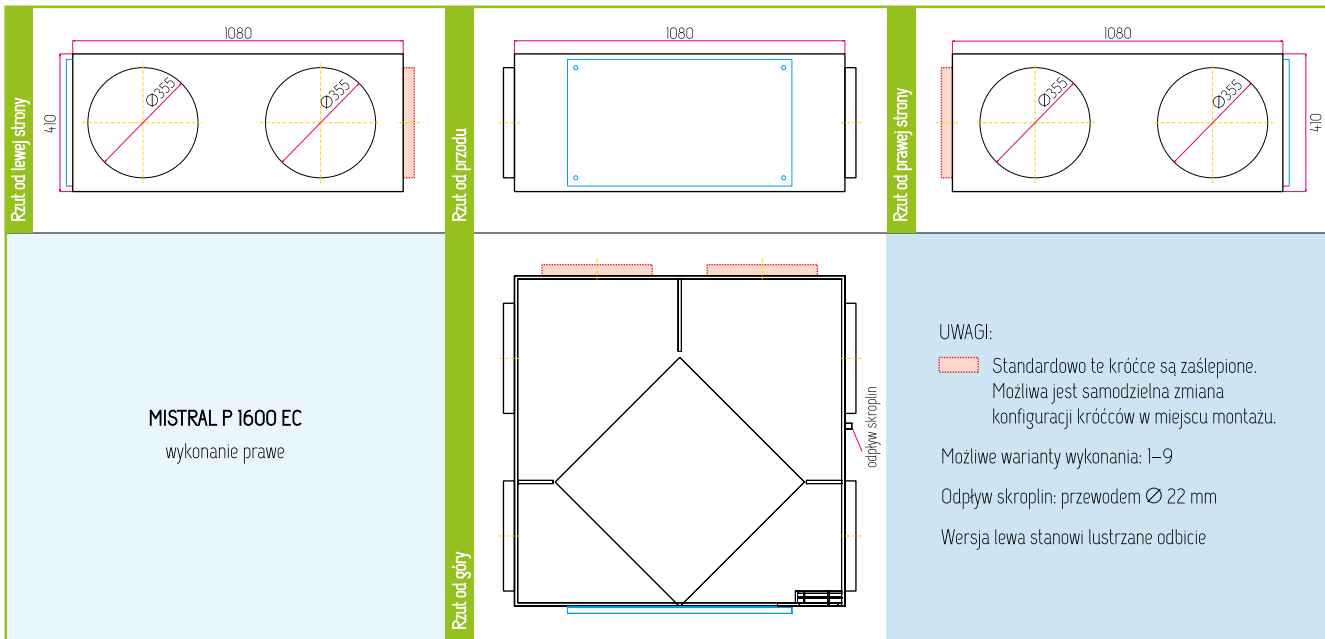 Rzut od lewej strony
1080
410
Ø355
Ø355
Rzut od przodu
1080
Rzut od prawej strony
1080
Ø355
Ø355
410
MISTRAL P 1600 EC
wykonanie prawe
Rzut od góry
odpływ skroplin
UWAGI:
Standardowo te króćce są zaślepione.
Możliwa jest samodzielna zmiana
konfiguracji króćców w miejscu montażu.
Możliwe warianty wykonania: 1–9
Odpływ skroplin: przewodem Ø 22 mm
Wersja lewa stanowi lustrzane odbicie